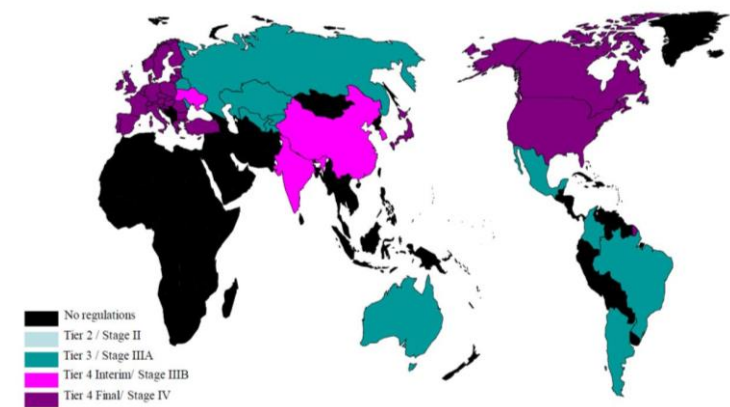 No regulations
Tier 2 / Stage II
Tier 3 / Stage IIIA
Tier 4 Interim/ Stage IIIB
Tier 4 Final/ Stage IV